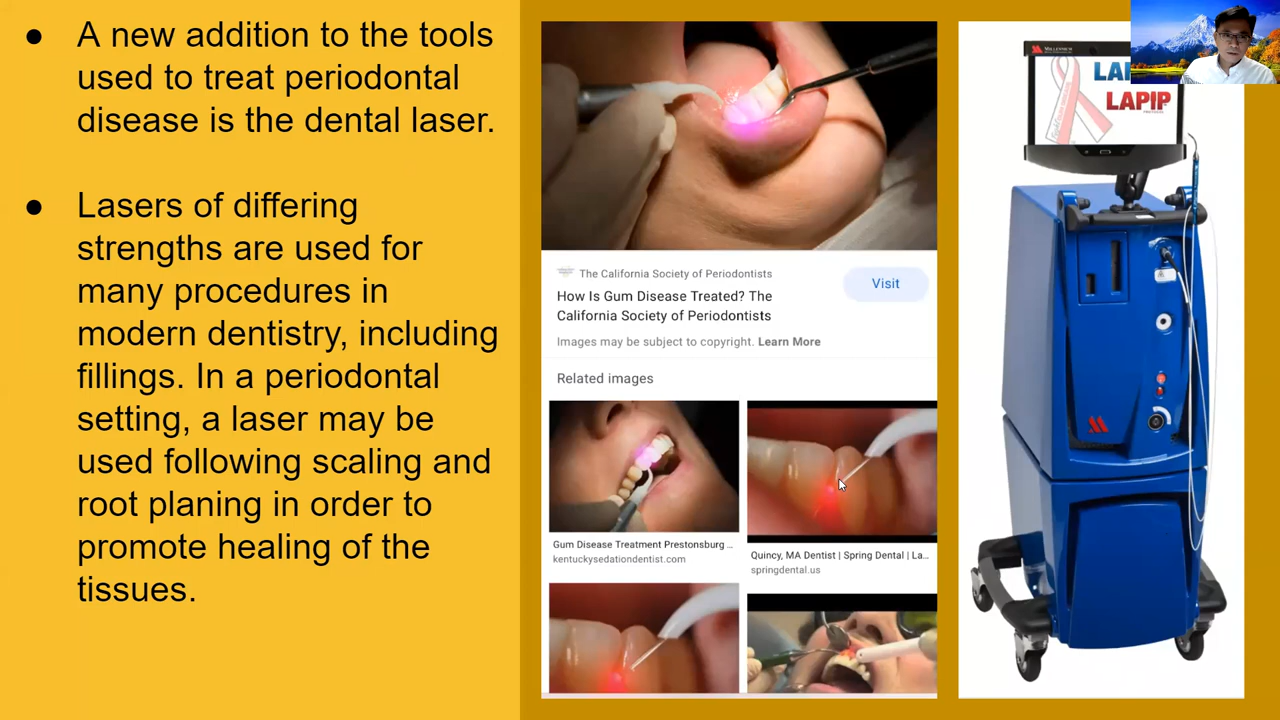 ● A new addition to the tools
used to treat periodontal
disease is the dental laser.
● Lasers of differing
strengths are used for
many procedures in
modern dentistry, including
fillings. In a periodontal
setting, a laser may be
used following scaling and
root planing in order to
promote healing of the
tissues.
The California Society of Periodontists
Visit
How Is Gum Disease Treated? The
California Society of Periodontists
Images may be subject to copyright. Learn More
Related images
Gum Disease Treatment Prestonsburg ...
kentuckysedationdentist.com
Quincy, MA Dentist | Spring Dental | La...
springdental.us
LAPIP